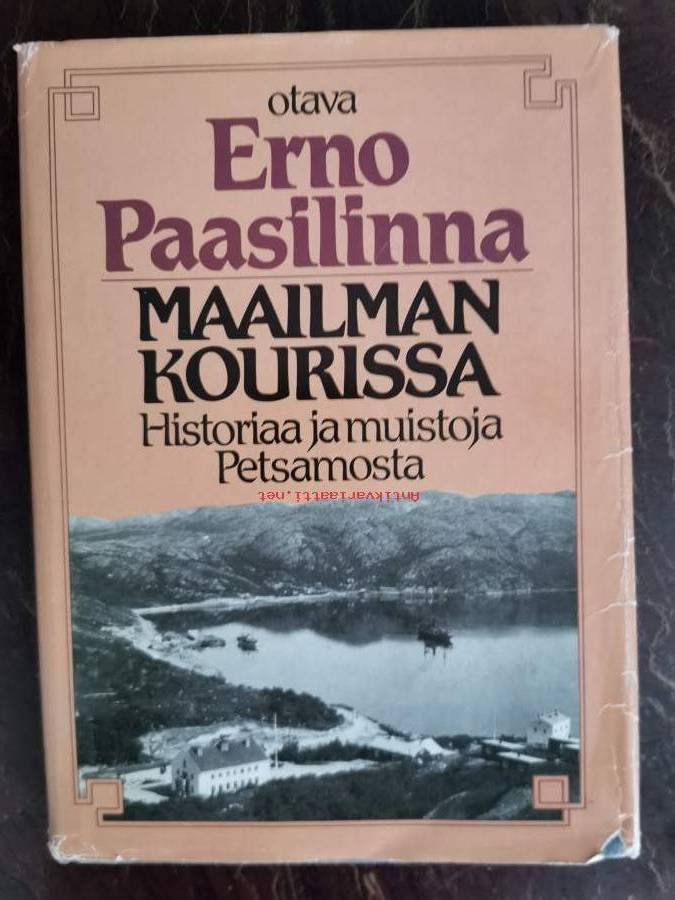 otava
Erno
Paasilinna
MAAILMAN
KOURISSA
Historiaa ja muistoja
Petsamosta
Antikvariaatti.net